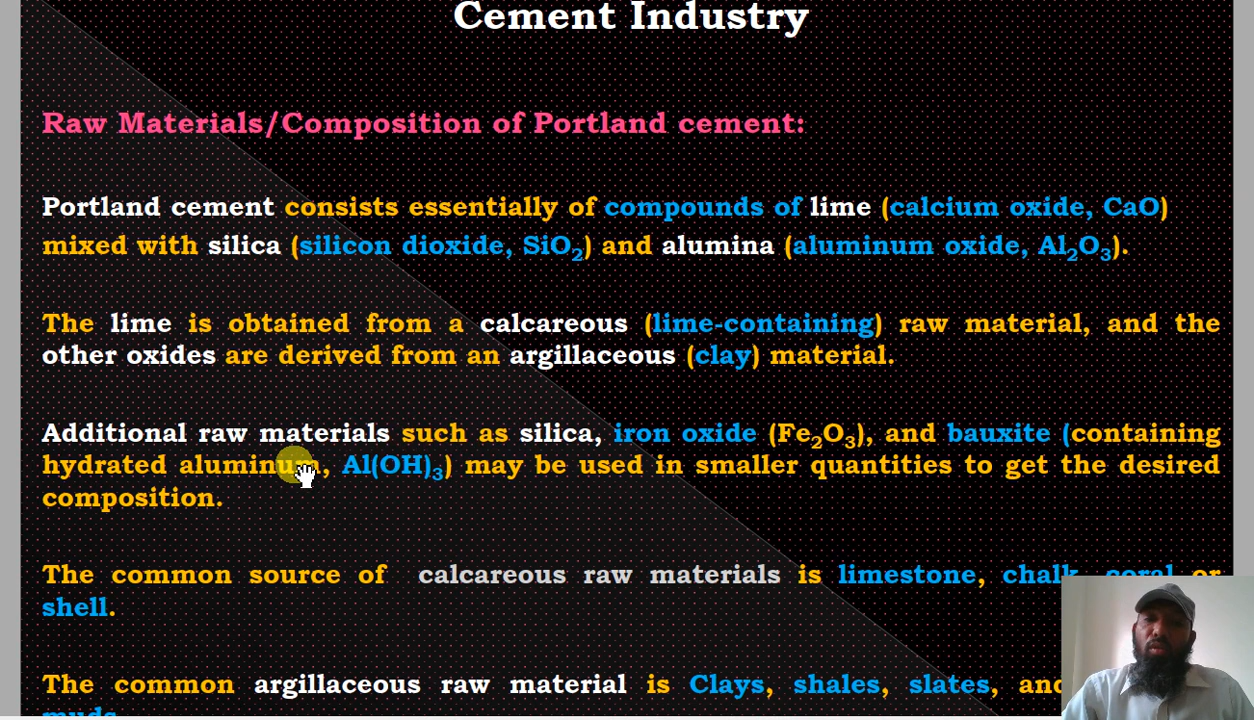 Cement Industry
Raw Materials/Composition of Portland cement:
Portland cement consists essentially of compounds of lime (calcium oxide, CaO)
mixed with silica (silicon dioxide, SiO₂) and alumina (aluminum oxide, Al₂O₃).
The lime is obtained from a calcareous (lime-containing) raw material, and the
other oxides are derived from an argillaceous (clay) material.
Additional raw materials such as silica, iron oxide (Fe₂O₃), and bauxite (containing
hydrated aluminum, Al(OH)₃) may be used in smaller quantities to get the desired
composition.
The common source of calcareous raw materials is limestone, chalk, coral or
shell.
The common argillaceous raw material is Clays, shales, slates, and
muds